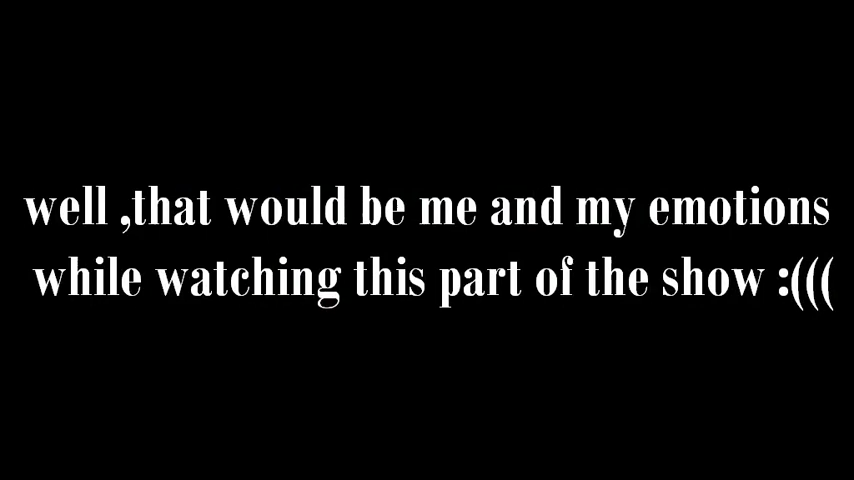 well ,that would be me and my emotions
while watching this part of the show :(((